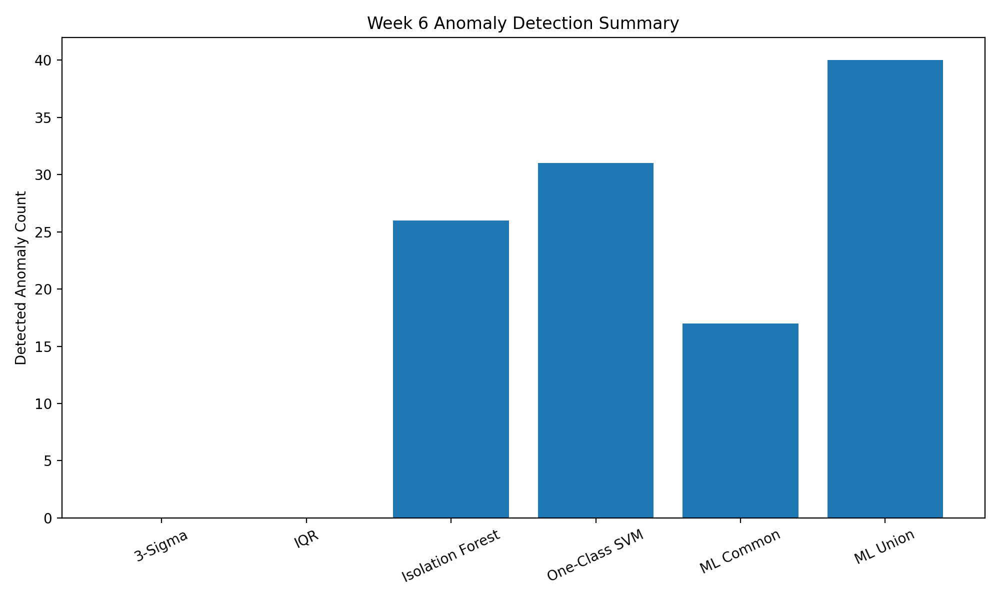 Week 6 Anomaly Detection Summary
Detected Anomaly Count
40
35
30
25
20
15
10
5
0
3-Sigma
IQR
Isolation Forest
One-Class SVM
ML Common
ML Union